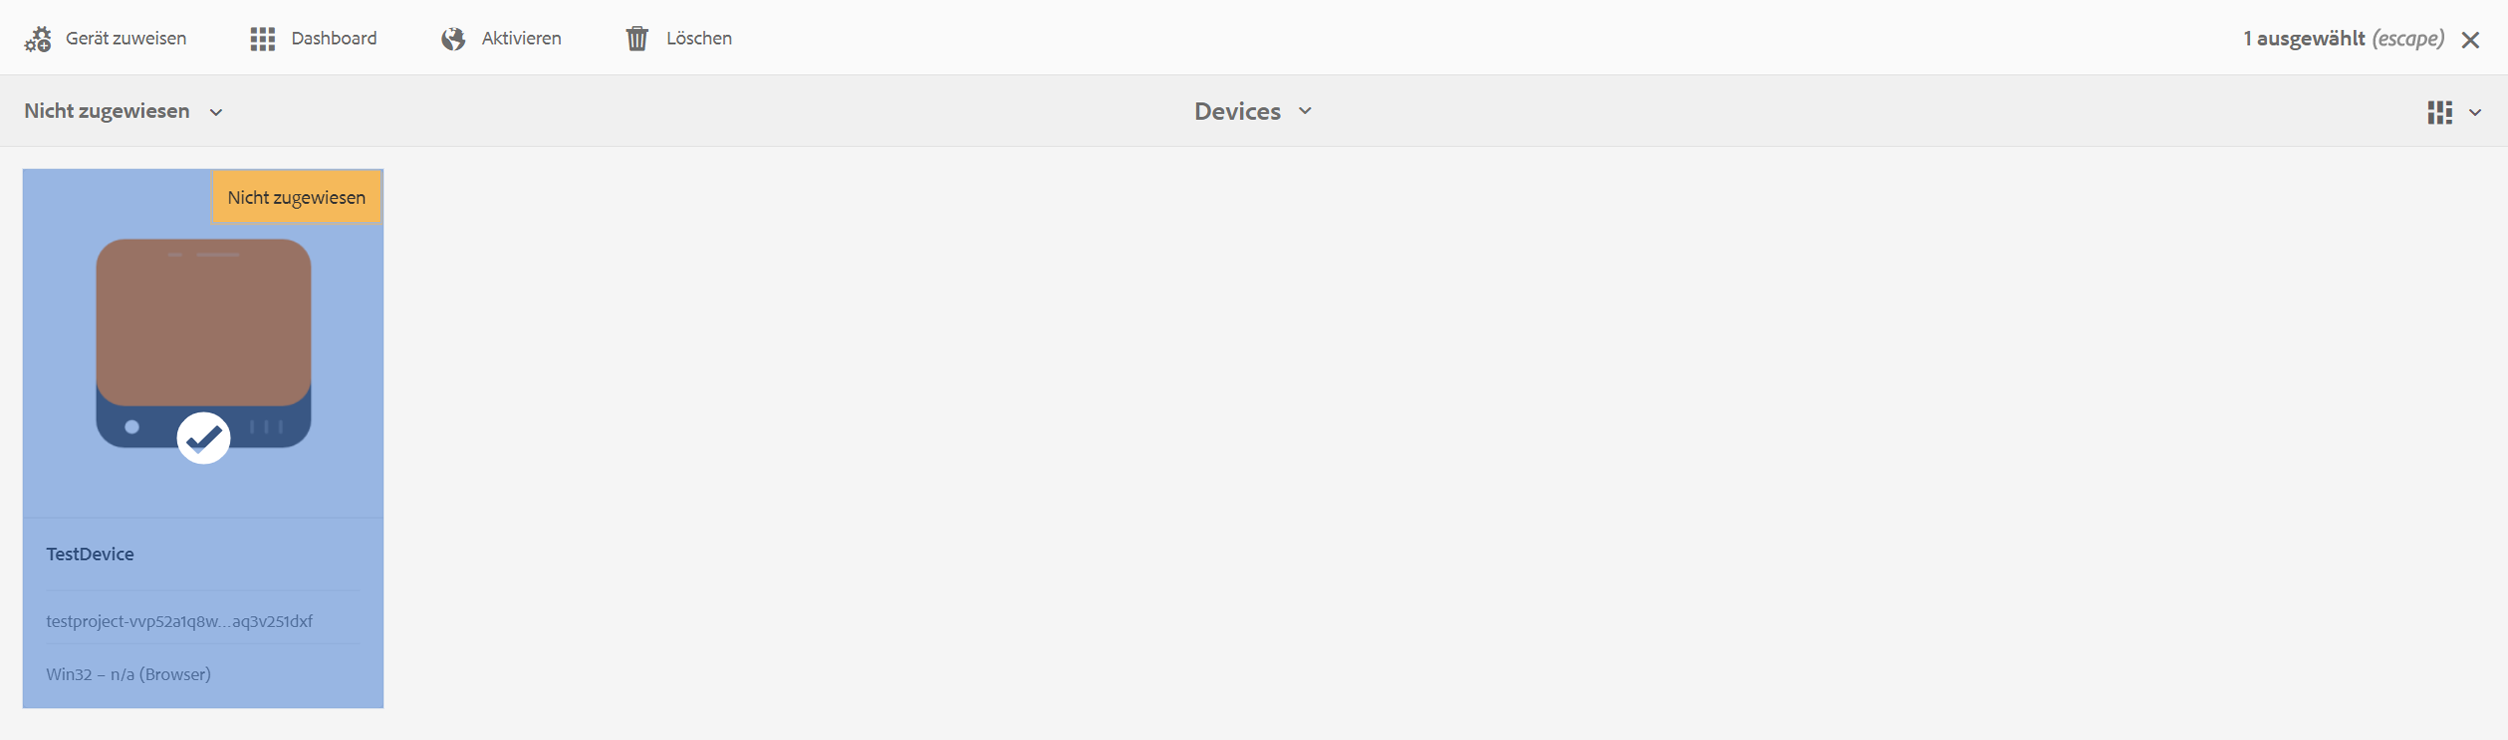 Gerät zuweisen Dashboard Aktivieren Löschen 1 ausgewählt (escape)
Nicht zugewiesen Devices
Nicht zugewiesen
TestDevice
testproject-vvp52a1q8w...aq3v251dxf
Win32 – n/a (Browser)